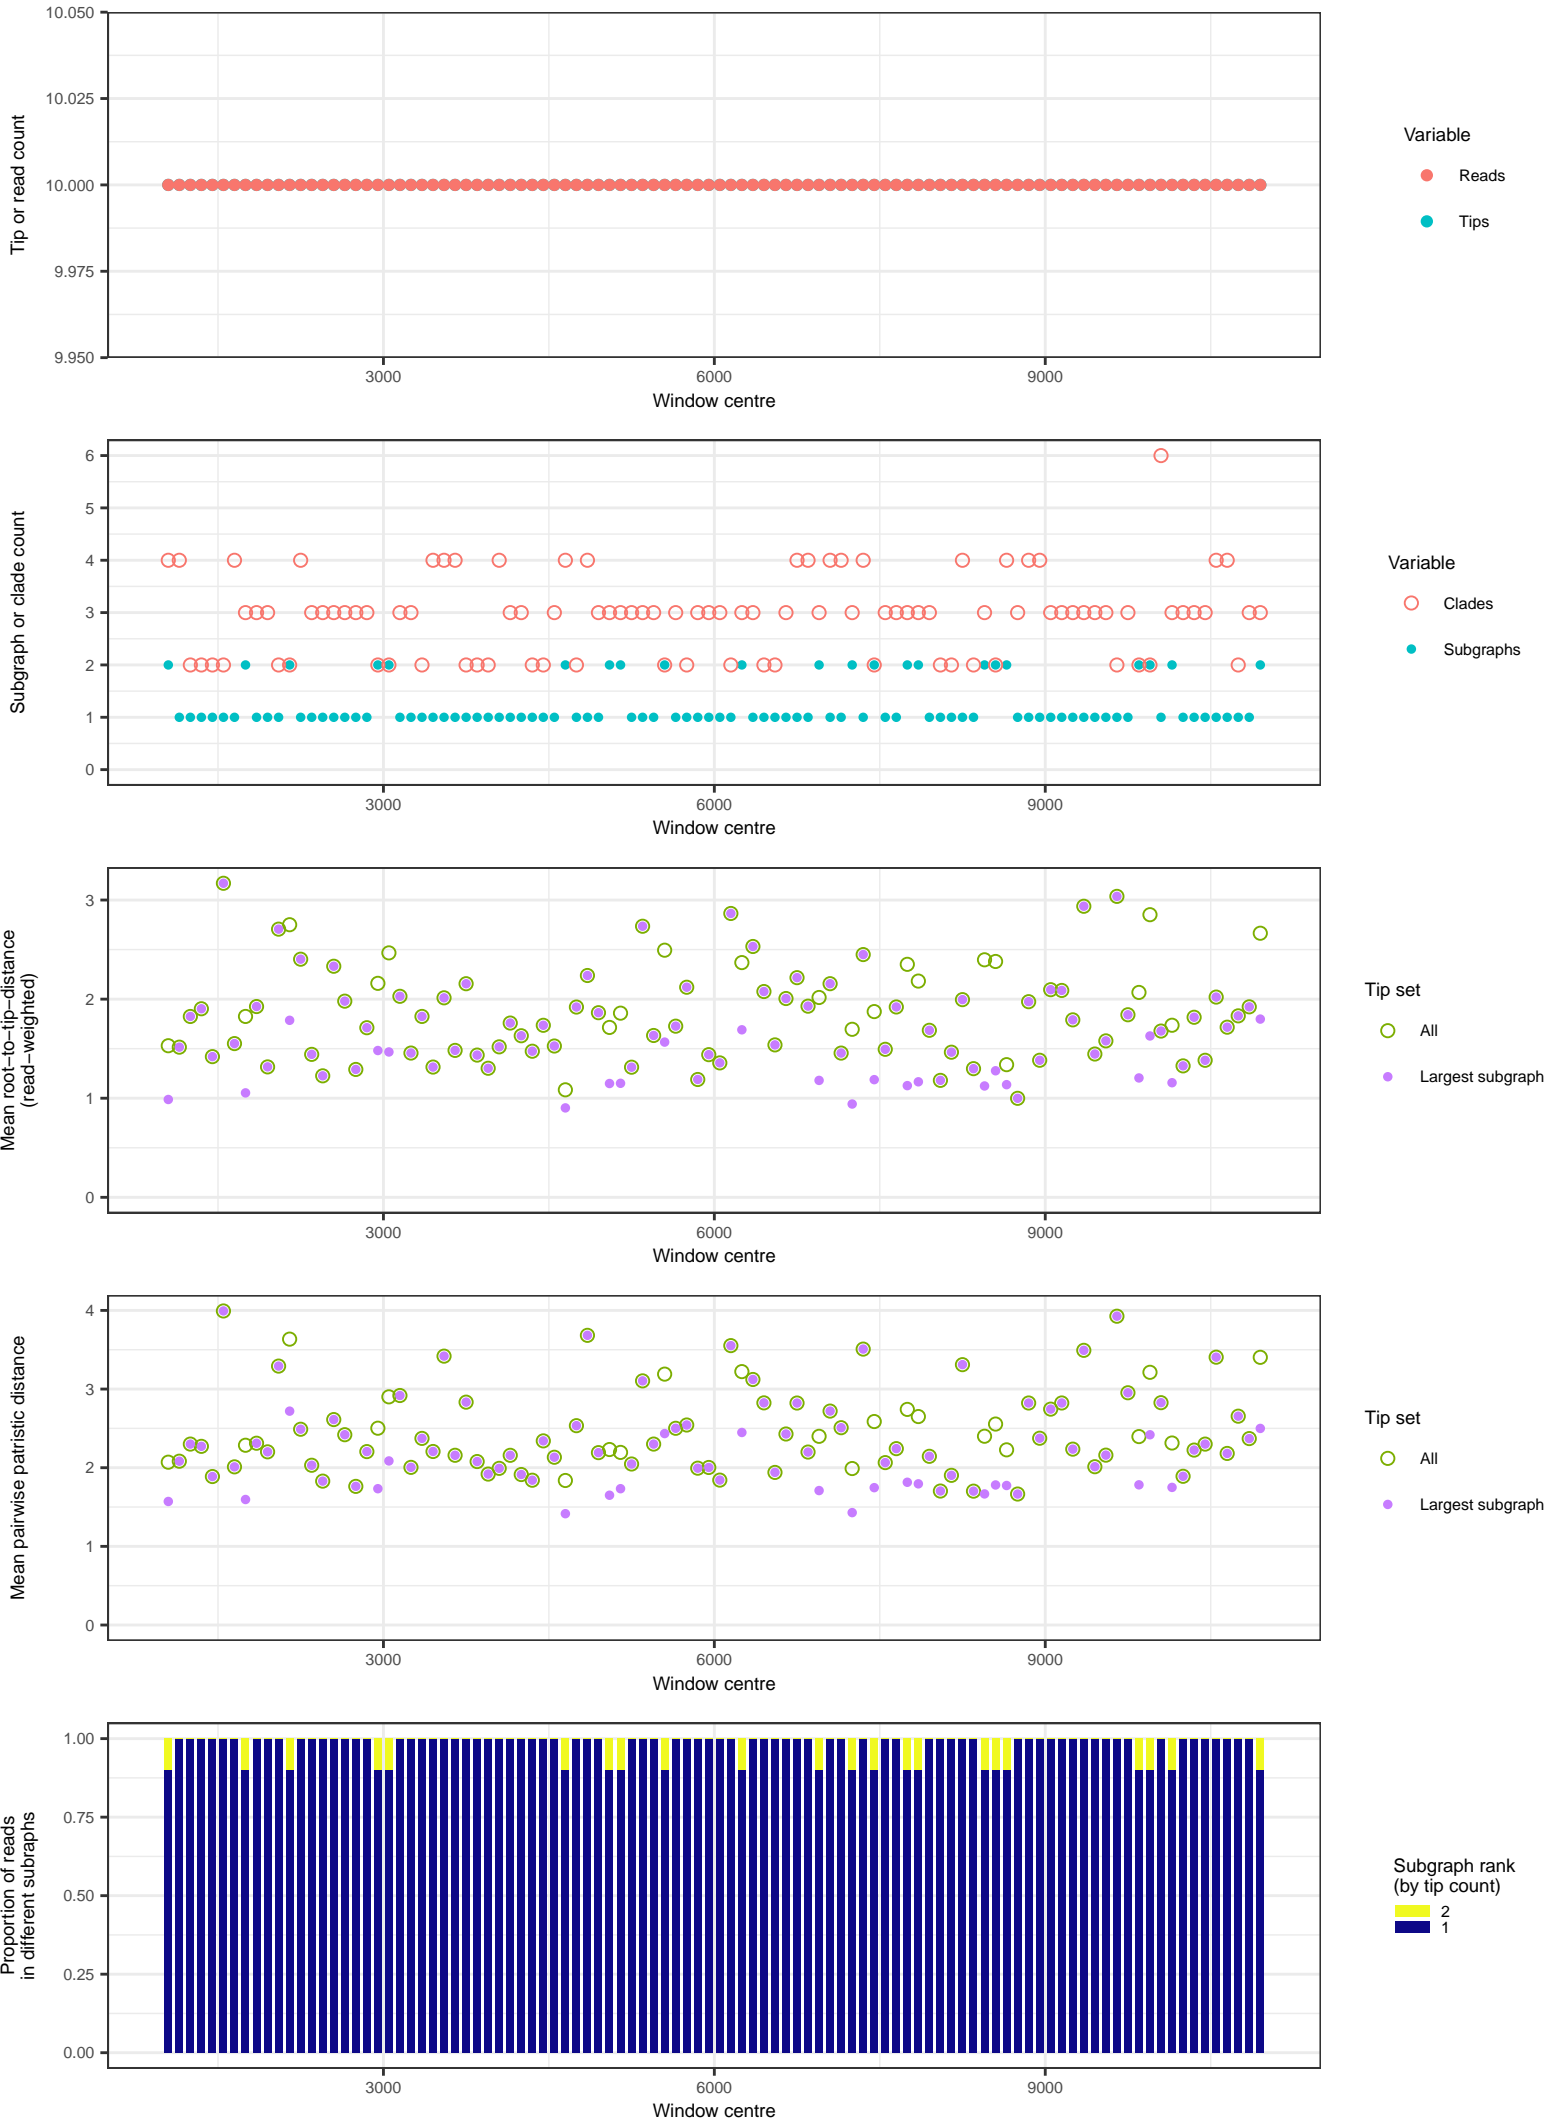 10.050
10.025
10.000
9.975
9.950
Tip or read count
3000 6000 9000
Window centre
Variable
Reads
Tips
6
5
4
3
2
1
0
Subgraph or clade count
3000 6000 9000
Window centre
Variable
Clades
Subgraphs
3
2
1
0
Mean root−to−tip−distance
(read−weighted)
3000 6000 9000
Window centre
Tip set
All
Largest subgraph
4
3
2
1
0
Mean pairwise patristic distance
3000 6000 9000
Window centre
Tip set
All
Largest subgraph
1.00
0.75
0.50
0.25
0.00
Proportion of reads
in different subraphs
3000 6000 9000
Window centre
Subgraph rank
(by tip count)
2
1